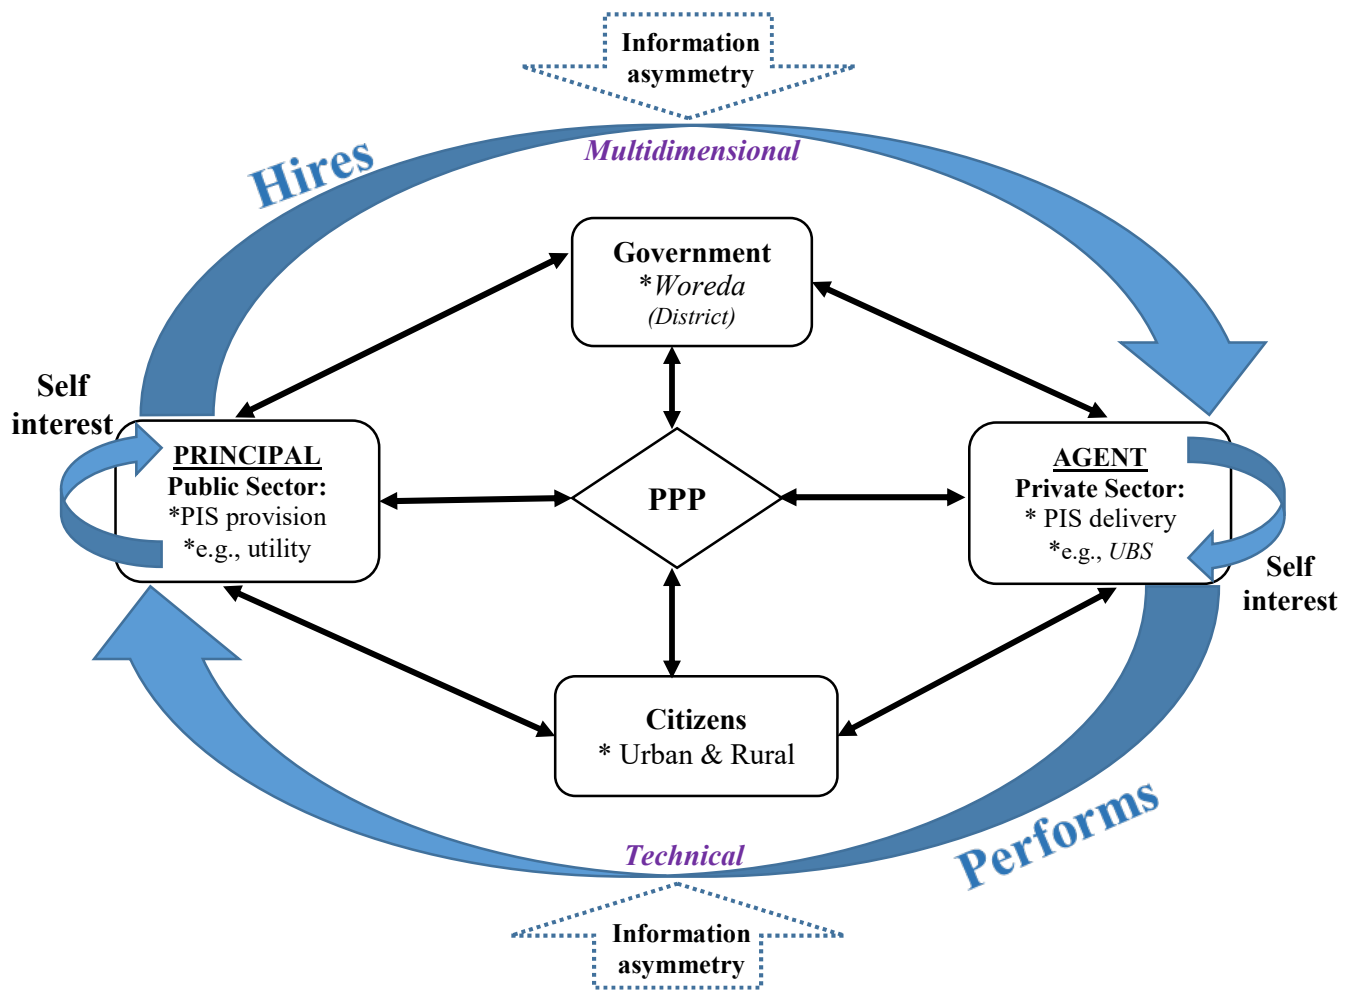 Information
asymmetry
Hires
Multidimensional
Government
*Woreda
(District)
Self
interest
PRINCIPAL
Public Sector:
*PIS provision
*e.g., utility
PPP
AGENT
Private Sector:
* PIS delivery
*e.g., UBS
Self
interest
Citizens
* Urban & Rural
Performs
Technical
Information
asymmetry